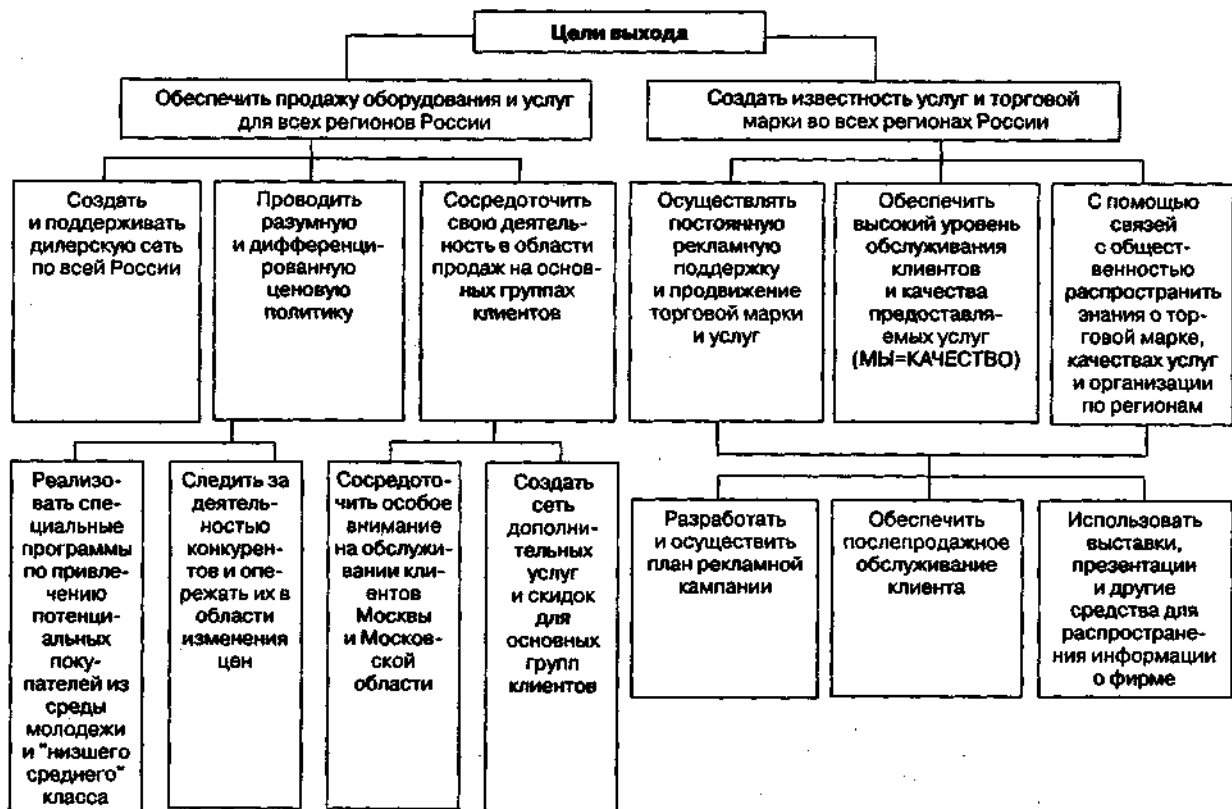 Цели выхода
Обеспечить продажу оборудования и услуг
для всех регионов России
Создать известность услуг и торговой
марки во всех регионах России
Создать
и поддерживать
дилерскую сеть
по всей России
Проводить
разумную
и дифференци-
рованную
ценовую
политику
Сосредоточить
свою деятель-
ность в области
продаж на основ-
ных группах
клиентов
Осуществлять
постоянную
рекламную
поддержку
и продвижение
торговой марки
и услуг
Обеспечить
высокий уровень
обслуживания
клиентов
и качества
предоставля-
емых услуг
(МЫ=КАЧЕСТВО)
С помощью
связей
с общест-
венностью
распространить
знания о тор-
говой марке,
качествах услуг
и организации
по регионам
Реализо-
вать спе-
циальные
программы
по привле-
чению
потенци-
альных
поку-
пателей из
среды
молодежи
и "низшего
среднего"
класса
Следить за
деятель-
ностью
конкурен-
тов и опе-
режать их в
области
изменения
цен
Сосредото-
чить особое
внимание
на обслужи-
вании кли-
ентов
Москвы
и Москов-
ской
области
Создать
сеть
дополни-
тельных
услуг
и скидок
для
основных
групп
клиентов
Разработать
и осуществить
план рекламной
кампании
Обеспечить
послепродажное
обслуживание
клиента
Использовать
выставки,
презентации
и другие
средства для
распростране-
ния информации
о фирме